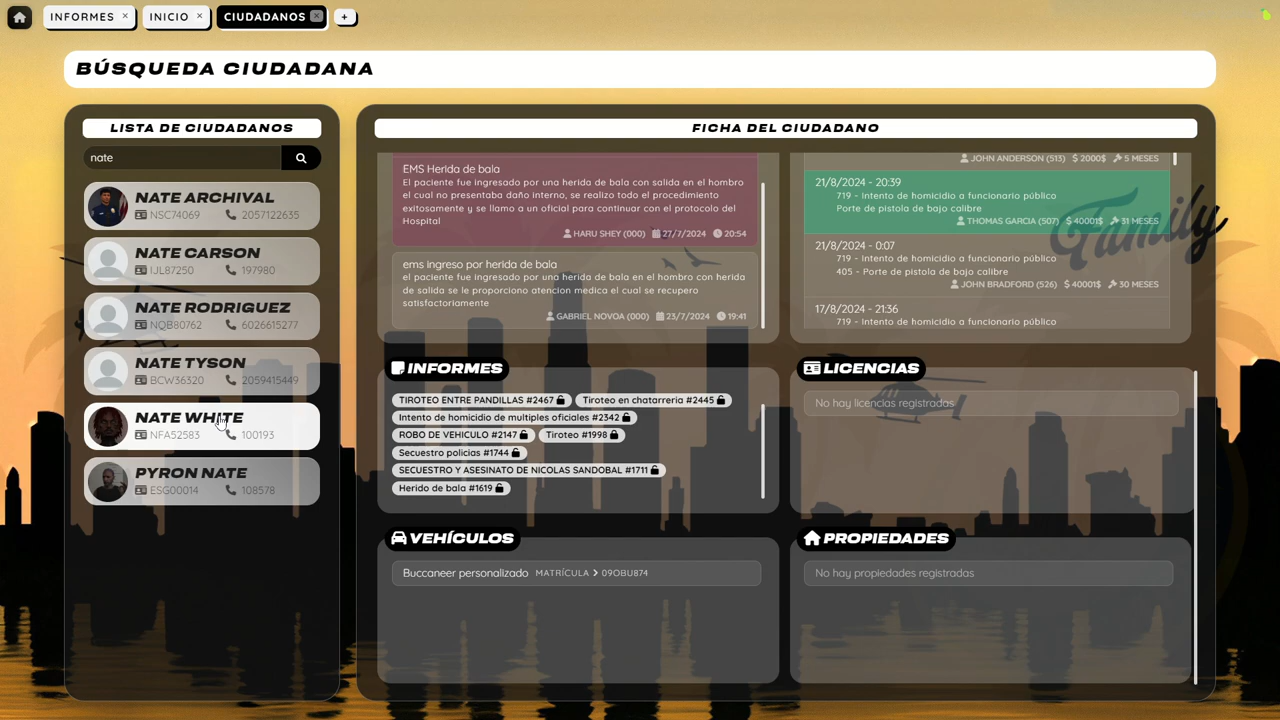 INFORMES ×
INICIO ×
CIUDADANOS ×
+
BÚSQUEDA CIUDADANA
LISTA DE CIUDADANOS
nate
NATE ARCHIVAL
NSC74069 2057122635
NATE CARSON
IJL87250 197980
NATE RODRIGUEZ
NQB80762 6026615277
NATE TYSON
BCW36320 2059415449
NATE WHITE
NFA52583 100193
PYRON NATE
ESG00014 108578
FICHA DEL CIUDADANO
EMS Herida de bala
El paciente fue ingresado por una herida de bala con salida en el hombro
el cual no presentaba daño interno, se realizo todo el procedimiento
exitosamente y se llamo a un oficial para continuar con el protocolo del
Hospital
HARU SHEY (000) 27/7/2024 20:54
ems ingreso por herida de bala
el paciente fue ingresado por una herida de bala en el hombro con herida
de salida se le proporciono atencion medica el cual se recupero
satisfactoriamente
GABRIEL NOVOA (000) 23/7/2024 19:41
JOHN ANDERSON (513) $ 2000$ 5 MESES
21/8/2024 - 20:39
719 - Intento de homicidio a funcionario público
Porte de pistola de bajo calibre
THOMAS GARCIA (507) $ 40001$ 31 MESES
21/8/2024 - 0:07
719 - Intento de homicidio a funcionario público
405 - Porte de pistola de bajo calibre
JOHN BRADFORD (526) $ 40001$ 30 MESES
17/8/2024 - 21:36
719 - Intento de homicidio a funcionario público
Family
INFORMES
TIROTEO ENTRE PANDILLAS #2467 Tiroteo en chatarreria #2445
Intento de homicidio de multiples oficiales #2342
ROBO DE VEHICULO #2147 Tiroteo #1998
Secuestro policias #1744
SECUESTRO Y ASESINATO DE NICOLAS SANDOBAL #1711
Herido de bala #1619
LICENCIAS
No hay licencias registradas
VEHÍCULOS
Buccaneer personalizado MATRÍCULA > 09OBU874
PROPIEDADES
No hay propiedades registradas